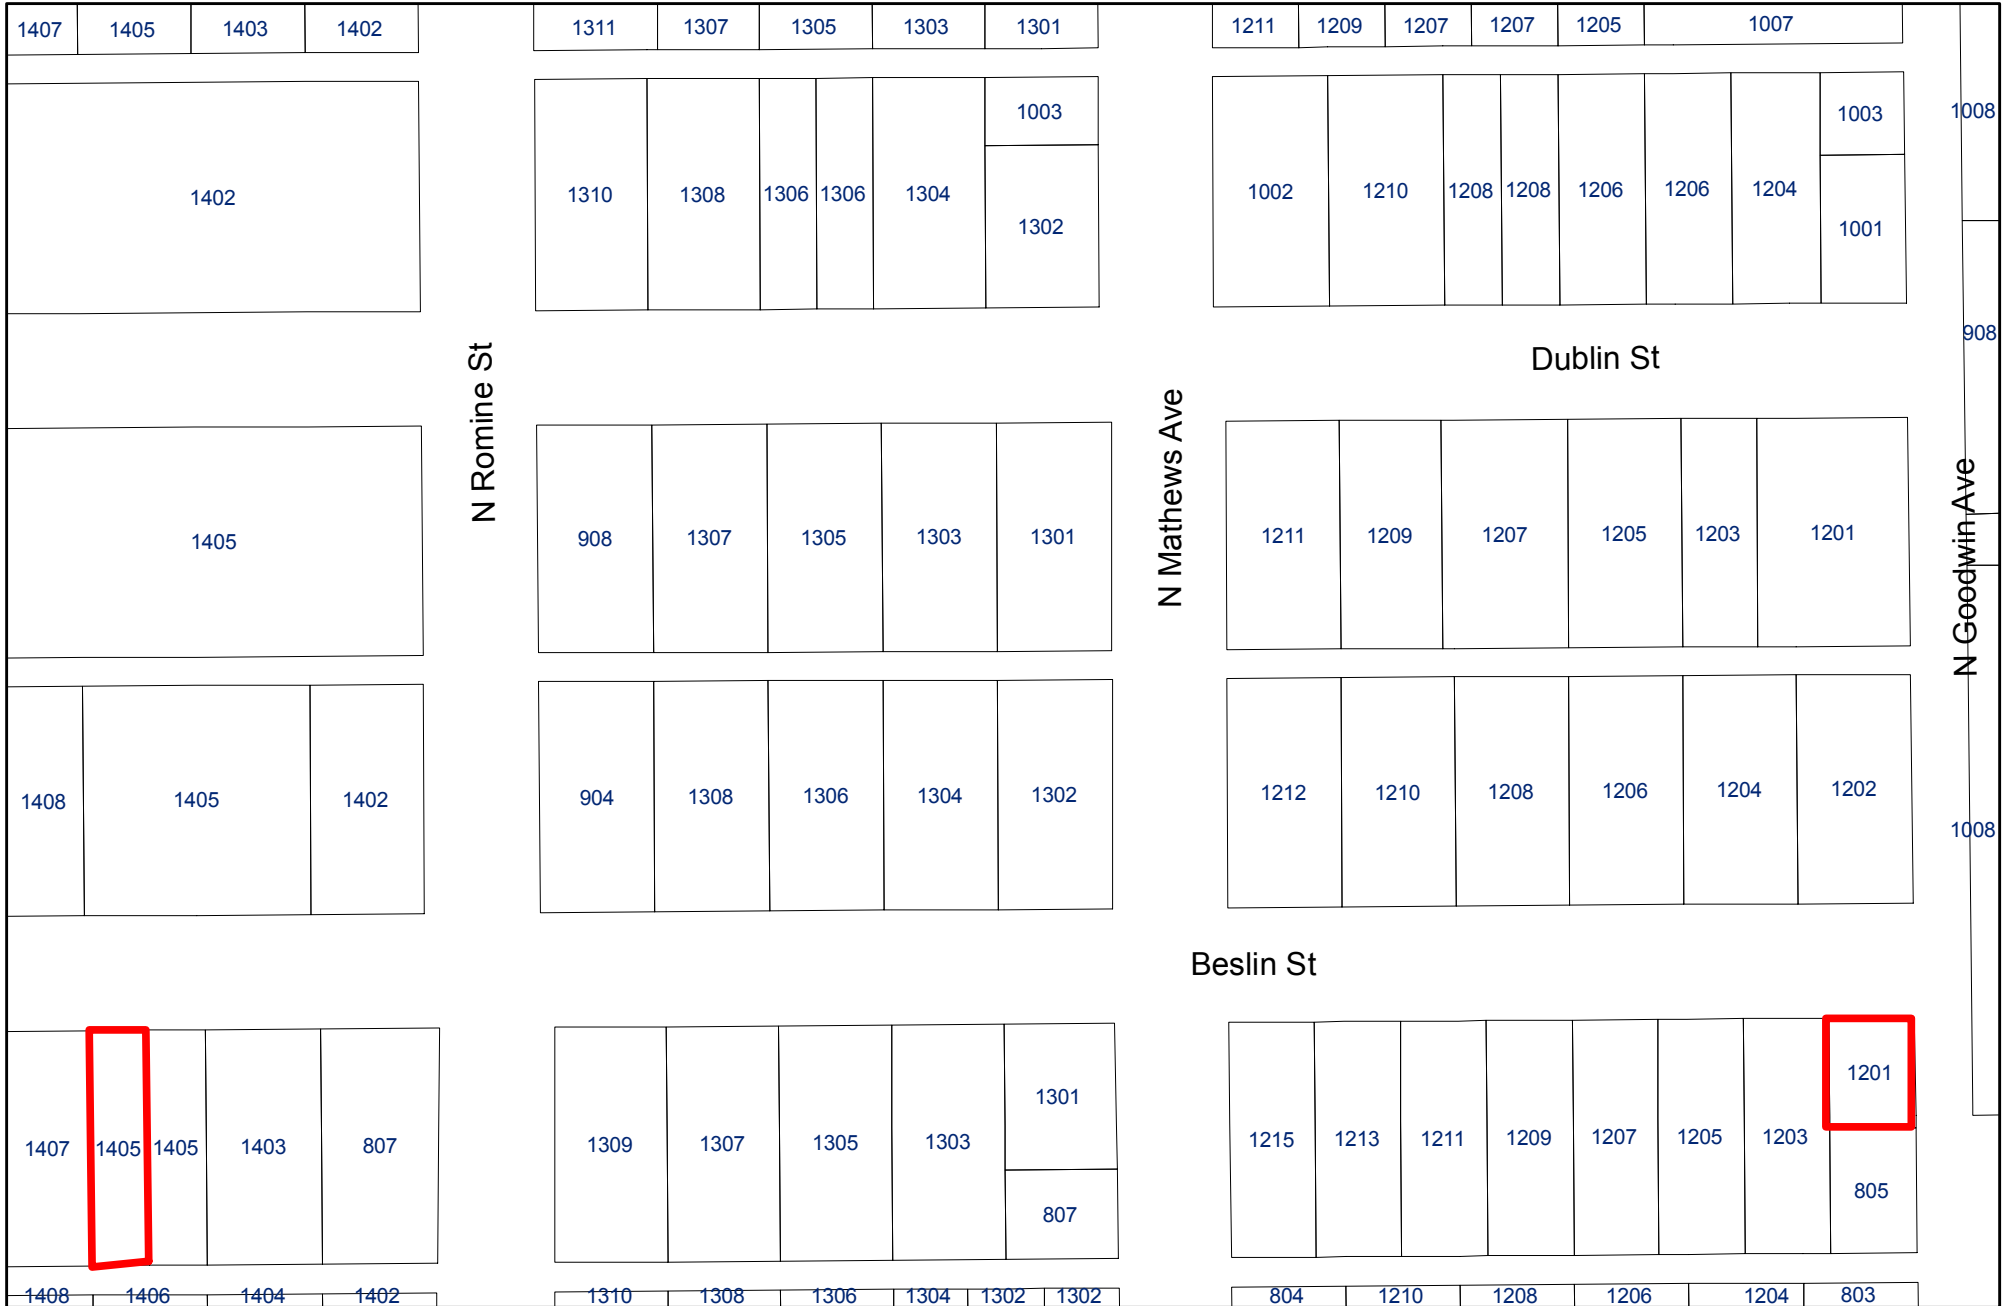 1407 1405 1403 1402 1311 1307 1305 1303 1301 1211 1209 1207 1207 1205 1007
1003 1003 1008
1402 1310 1308 1306 1306 1304 1002 1210 1208 1208 1206 1206 1204
1302 1001
908
Dublin St
N Romine St
N Mathews Ave
N Goodwin Ave
1405 908 1307 1305 1303 1301 1211 1209 1207 1205 1203 1201
1408 1405 1402 904 1308 1306 1304 1302 1212 1210 1208 1206 1204 1202
1008
Beslin St
1201
1301
1407 1405 1405 1403 807 1309 1307 1305 1303 1215 1213 1211 1209 1207 1205 1203
805
807
1408 1406 1404 1402 1310 1308 1306 1304 1302 1302 804 1210 1208 1206 1204 803